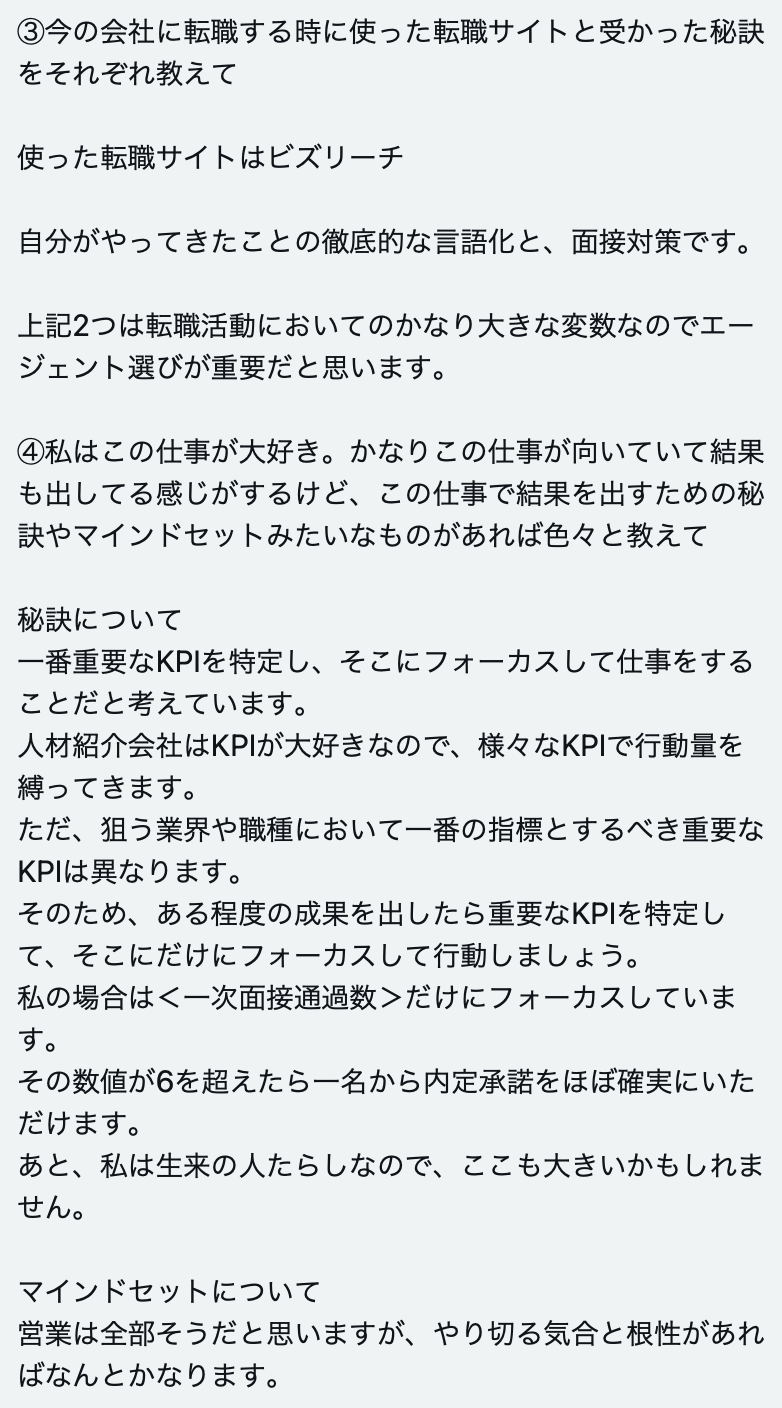 ③今の会社に転職する時に使った転職サイトと受かった秘訣
をそれぞれ教えて
使った転職サイトはビズリーチ
自分がやってきたことの徹底的な言語化と、面接対策です。
上記2つは転職活動においてのかなり大きな変数なのでエー
ジェント選びが重要だと思います。
④私はこの仕事が大好き。かなりこの仕事が向いていて結果
も出してる感じがするけど、この仕事で結果を出すための秘
訣やマインドセットみたいなものがあれば色々と教えて
秘訣について
一番重要なKPIを特定し、そこにフォーカスして仕事をする
ことだと考えています。
人材紹介会社はKPIが大好きなので、様々なKPIで行動量を
縛ってきます。
ただ、狙う業界や職種において一番の指標とするべき重要な
KPIは異なります。
そのため、ある程度の成果を出したら重要なKPIを特定し
て、そこにだけにフォーカスして行動しましょう。
私の場合は＜一次面接通過数＞だけにフォーカスしていま
す。
その数値が6を超えたら一名から内定承諾をほぼ確実にいた
だけます。
あと、私は生来の人たらしなので、ここも大きいかもしれま
せん。
マインドセットについて
営業は全部そうだと思いますが、やり切る気合と根性があれ
ばなんとかなります。